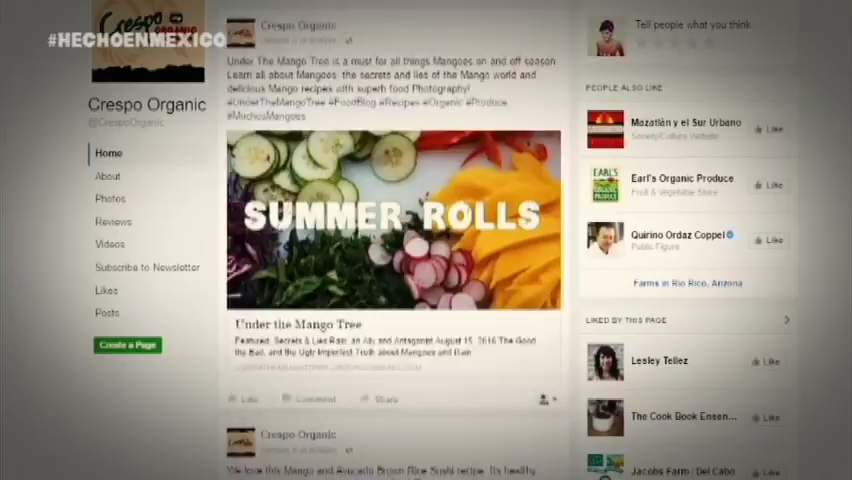 #HECHOENMEXICO
Crespo
ORGANIC
Crespo Organic
@CrespoOrganic
Home
About
Photos
Reviews
Videos
Subscribe to Newsletter
Likes
Posts
Create a Page
Crespo Organic
Under The Mango Tree is a must for all things Mangoes on and off season.
Learn all about Mangoes, the secrets and lies of the Mango world and
delicious Mango recipes with superb food Photography!
#UnderTheMangoTree #FoodBlog #Recipes #Organic #Produce
#MuchosMangoes
SUMMER ROLLS
Under the Mango Tree
Featured, Secrets & Lies Rain: an Ally and Antagonist August 15, 2016 The Good
the Bad, and the Ugly Imperfect Truth about Mangoes and Rain
Like Comment Share
Crespo Organic
We love this Mango and Avocado Brown Rice Sushi recipe. Its healthy
Tell people what you think
PEOPLE ALSO LIKE
Mazatlán y el Sur Urbano
Society/Culture Website
Like
EARL'S
ORGANIC
PRODUCE
Earl's Organic Produce
Fruit & Vegetable Store
Like
Quirino Ordaz Coppel
Public Figure
Like
Farms in Rio Rico, Arizona
LIKED BY THIS PAGE
Lesley Tellez
Like
The Cook Book Ensen...
Like
Jacobs Farm / Del Cabo
Like